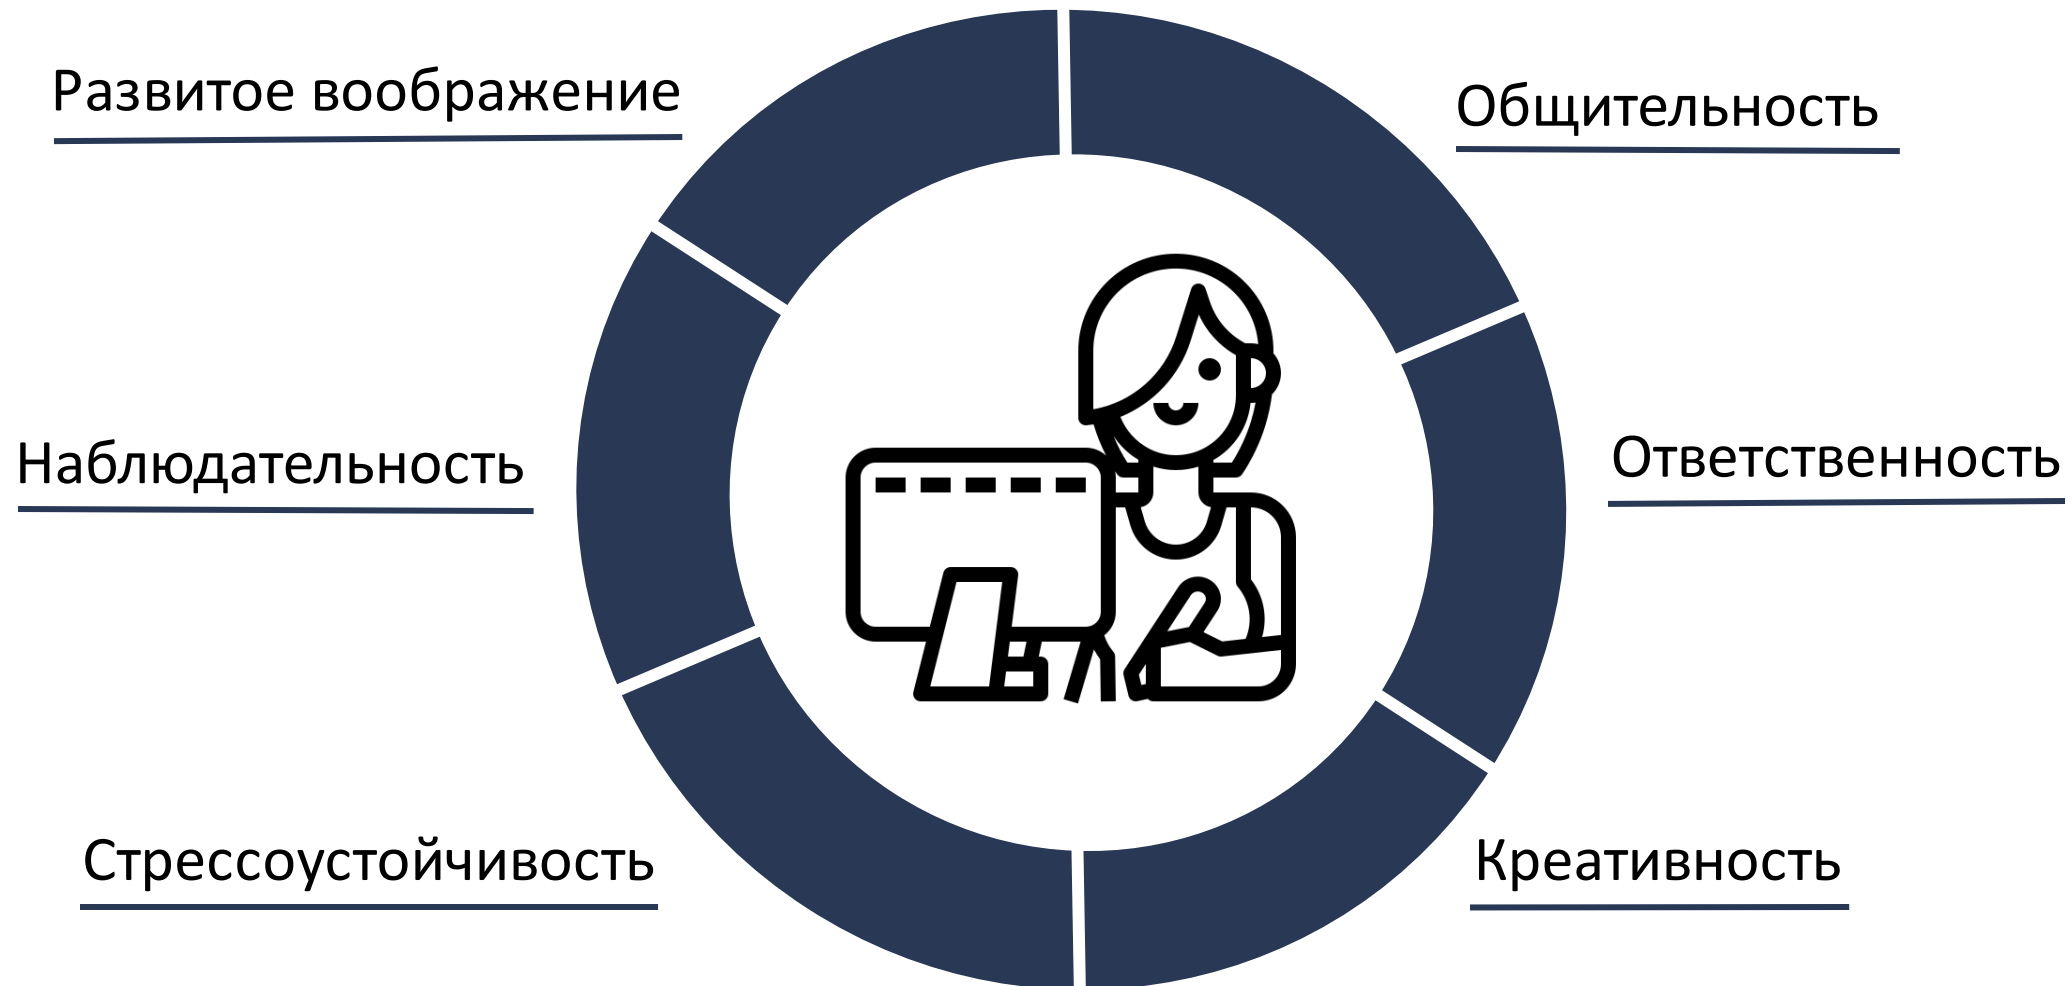 Развитое воображение
Общительность
Наблюдательность
Ответственность
Стрессоустойчивость
Креативность